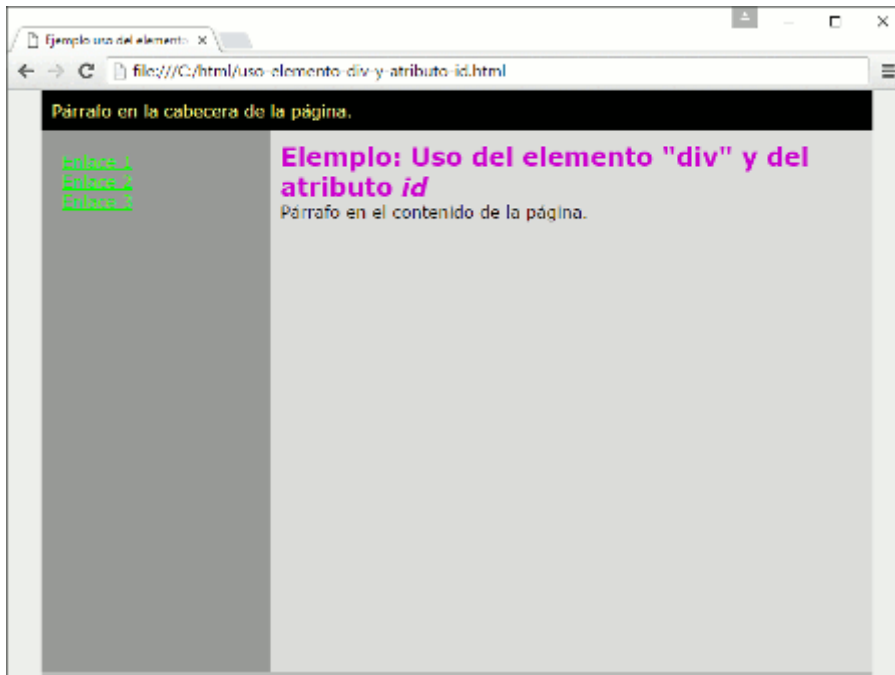 Ejemplo uso del elemento
file:///C:/html/uso-elemento-div-y-atributo-id.html
Párrafo en la cabecera de la página.
Enlace 1
Enlace 2
Enlace 3
Elemplo: Uso del elemento "div" y del
atributo id
Párrafo en el contenido de la página.